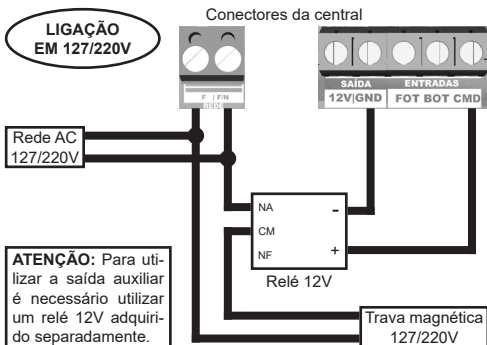 LIGAÇÃO
EM 127/220V
Conectores da central
F | F/N
REDE
SAÍDA ENTRADAS
12V|GND FOT BOT CMD
Rede AC
127/220V
NA -
CM
NF +
Relé 12V
ATENÇÃO: Para uti-
lizar a saída auxiliar
é necessário utilizar
um relé 12V adquiri-
do separadamente.
Trava magnética
127/220V